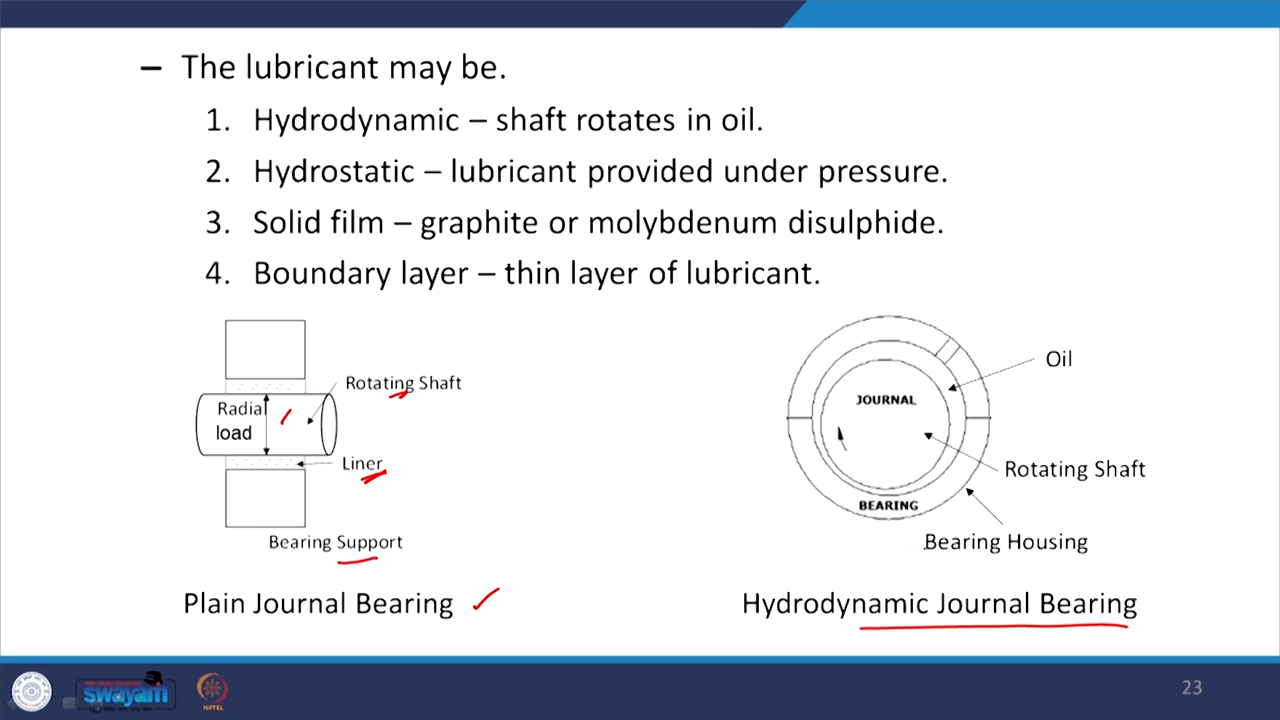 – The lubricant may be.
1. Hydrodynamic – shaft rotates in oil.
2. Hydrostatic – lubricant provided under pressure.
3. Solid film – graphite or molybdenum disulphide.
4. Boundary layer – thin layer of lubricant.
Rotating Shaft
Radial
load
Liner
Bearing Support
Plain Journal Bearing
Oil
JOURNAL
Rotating Shaft
BEARING
Bearing Housing
Hydrodynamic Journal Bearing
swayam
NPTEL
23